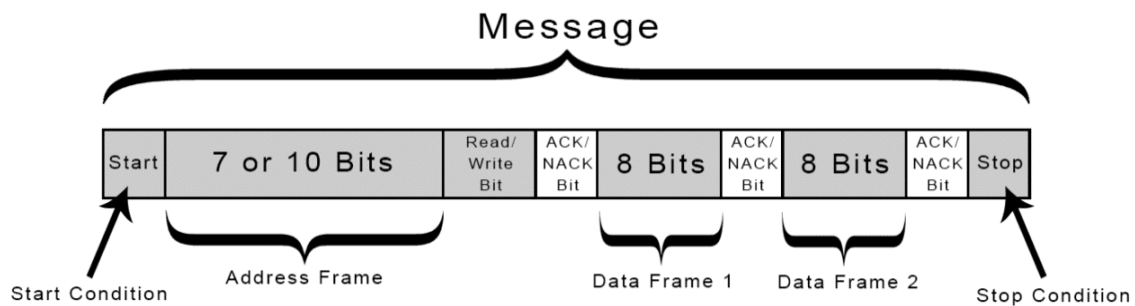 Message
Start
7 or 10 Bits
Read/
Write
Bit
ACK/
NACK
Bit
8 Bits
ACK/
NACK
Bit
8 Bits
ACK/
NACK
Bit
Stop
Start Condition
Address Frame
Data Frame 1
Data Frame 2
Stop Condition